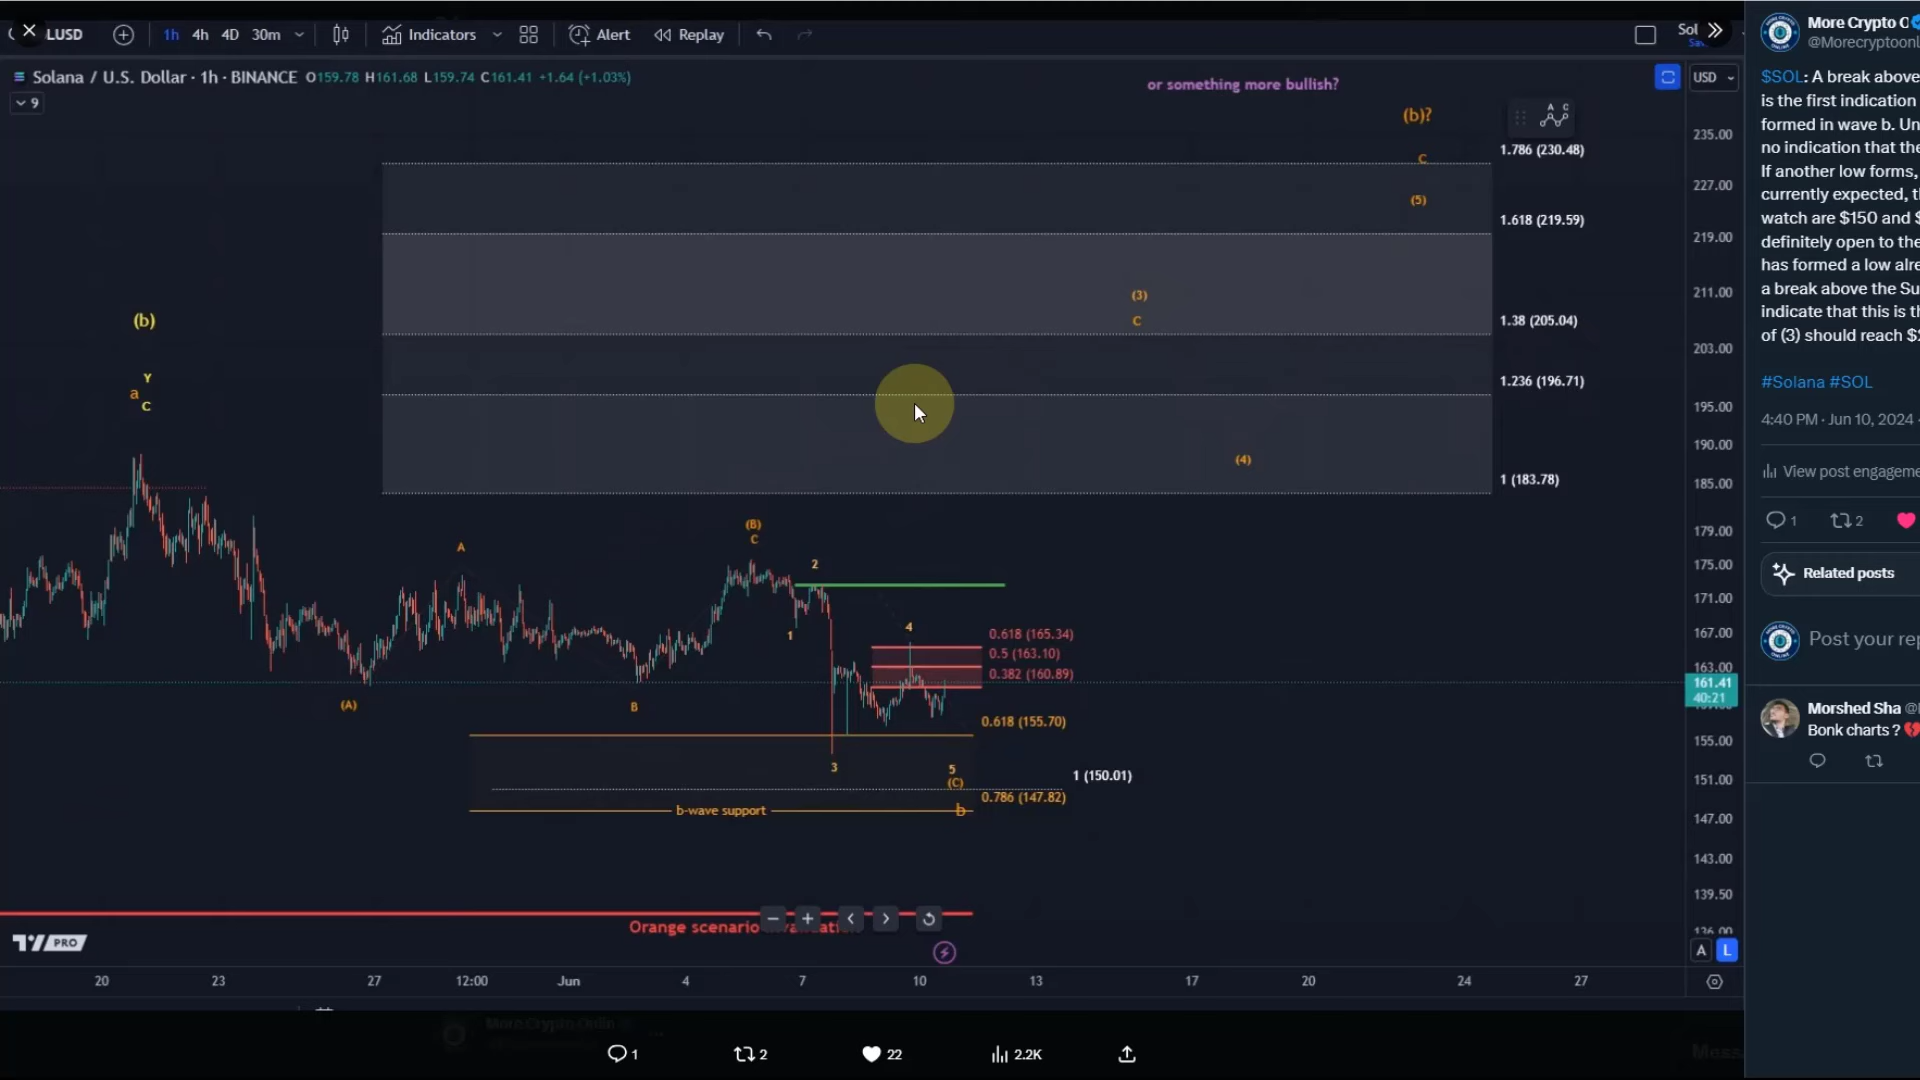 LUSD
1h 4h 4D 30m Indicators Alert Replay
Sol
Solana / U.S. Dollar · 1h · BINANCE O159.78 H161.68 L159.74 C161.41 +1.64 (+1.03%)
9
or something more bullish?
USD
(b)?
A C
235.00
1.786 (230.48)
C
227.00
(5)
1.618 (219.59)
219.00
211.00
(3)
C
1.38 (205.04)
(b)
203.00
Y
a
C
1.236 (196.71)
195.00
190.00
(4)
1 (183.78)
185.00
179.00
(B)
C
A
2
175.00
171.00
1
4
0.618 (165.34)
167.00
0.5 (163.10)
163.00
0.382 (160.89)
161.41
40:21
(A)
B
0.618 (155.70)
155.00
3
5
(C)
1 (150.01)
151.00
0.786 (147.82)
b-wave support
b
147.00
143.00
139.50
136.00
Orange scenario
PRO
A L
20 23 27 12:00 Jun 4 7 10 13 17 20 24 27
More Crypto Onlin
1 2 22 2.2K
More Crypto O
@Morecryptoonl
$SOL: A break above
is the first indication
formed in wave b. Un
no indication that the
If another low forms,
currently expected, t
watch are $150 and $
definitely open to the
has formed a low alre
a break above the Su
indicate that this is th
of (3) should reach $2
#Solana #SOL
4:40 PM · Jun 10, 2024 ·
View post engageme
1 2
Related posts
Post your rep
Morshed Sha @
Bonk charts ? 💔